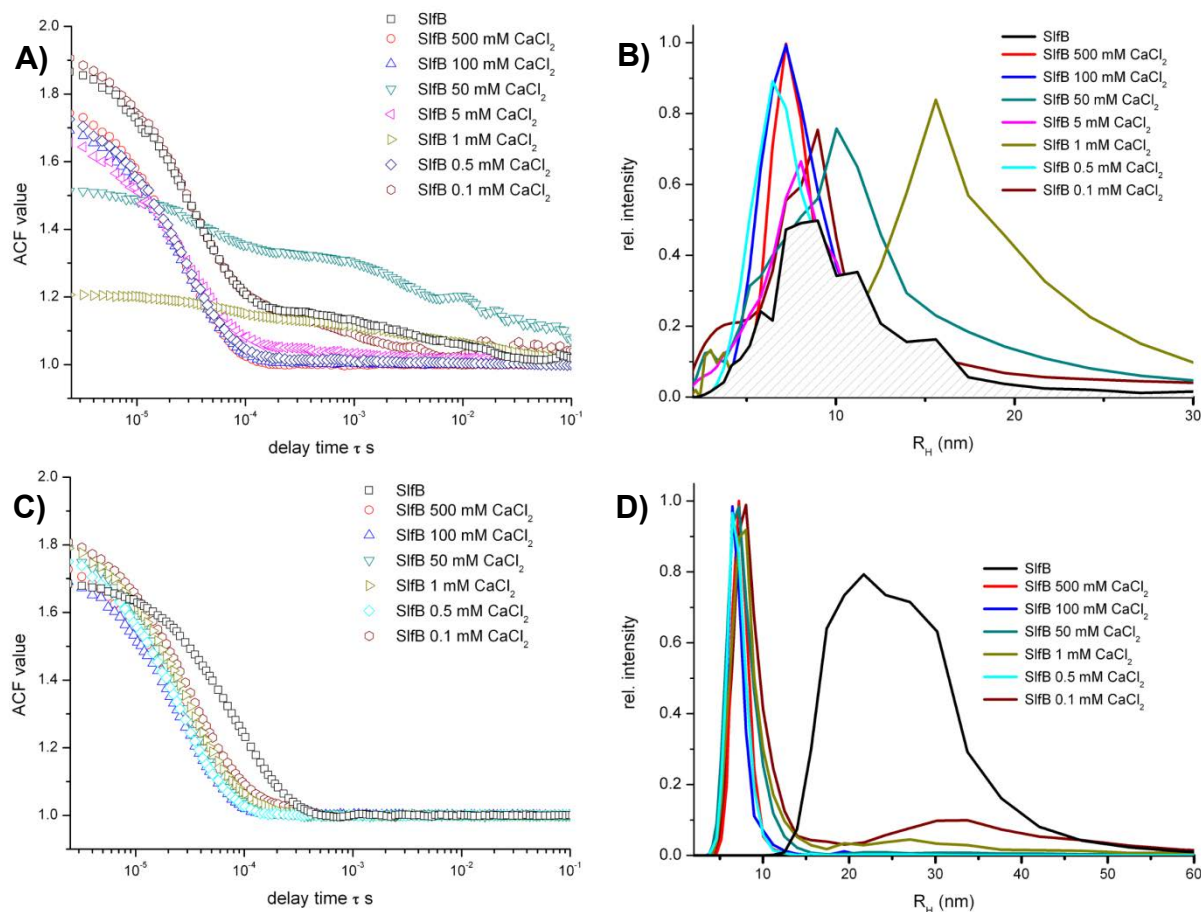 A)
2.0
1.8
1.6
1.4
1.2
1.0
ACF value
10⁻⁵
10⁻⁴
10⁻³
10⁻²
10⁻¹
delay time τ s
SlfB
SlfB 500 mM CaCl₂
SlfB 100 mM CaCl₂
SlfB 50 mM CaCl₂
SlfB 5 mM CaCl₂
SlfB 1 mM CaCl₂
SlfB 0.5 mM CaCl₂
SlfB 0.1 mM CaCl₂
B)
1.0
0.8
0.6
0.4
0.2
0.0
rel. intensity
10
20
30
R_H (nm)
SlfB
SlfB 500 mM CaCl₂
SlfB 100 mM CaCl₂
SlfB 50 mM CaCl₂
SlfB 5 mM CaCl₂
SlfB 1 mM CaCl₂
SlfB 0.5 mM CaCl₂
SlfB 0.1 mM CaCl₂
C)
2.0
1.8
1.6
1.4
1.2
1.0
ACF value
10⁻⁵
10⁻⁴
10⁻³
10⁻²
10⁻¹
delay time τ s
SlfB
SlfB 500 mM CaCl₂
SlfB 100 mM CaCl₂
SlfB 50 mM CaCl₂
SlfB 1 mM CaCl₂
SlfB 0.5 mM CaCl₂
SlfB 0.1 mM CaCl₂
D)
1.0
0.8
0.6
0.4
0.2
0.0
rel. intensity
10
20
30
40
50
60
R_H (nm)
SlfB
SlfB 500 mM CaCl₂
SlfB 100 mM CaCl₂
SlfB 50 mM CaCl₂
SlfB 1 mM CaCl₂
SlfB 0.5 mM CaCl₂
SlfB 0.1 mM CaCl₂